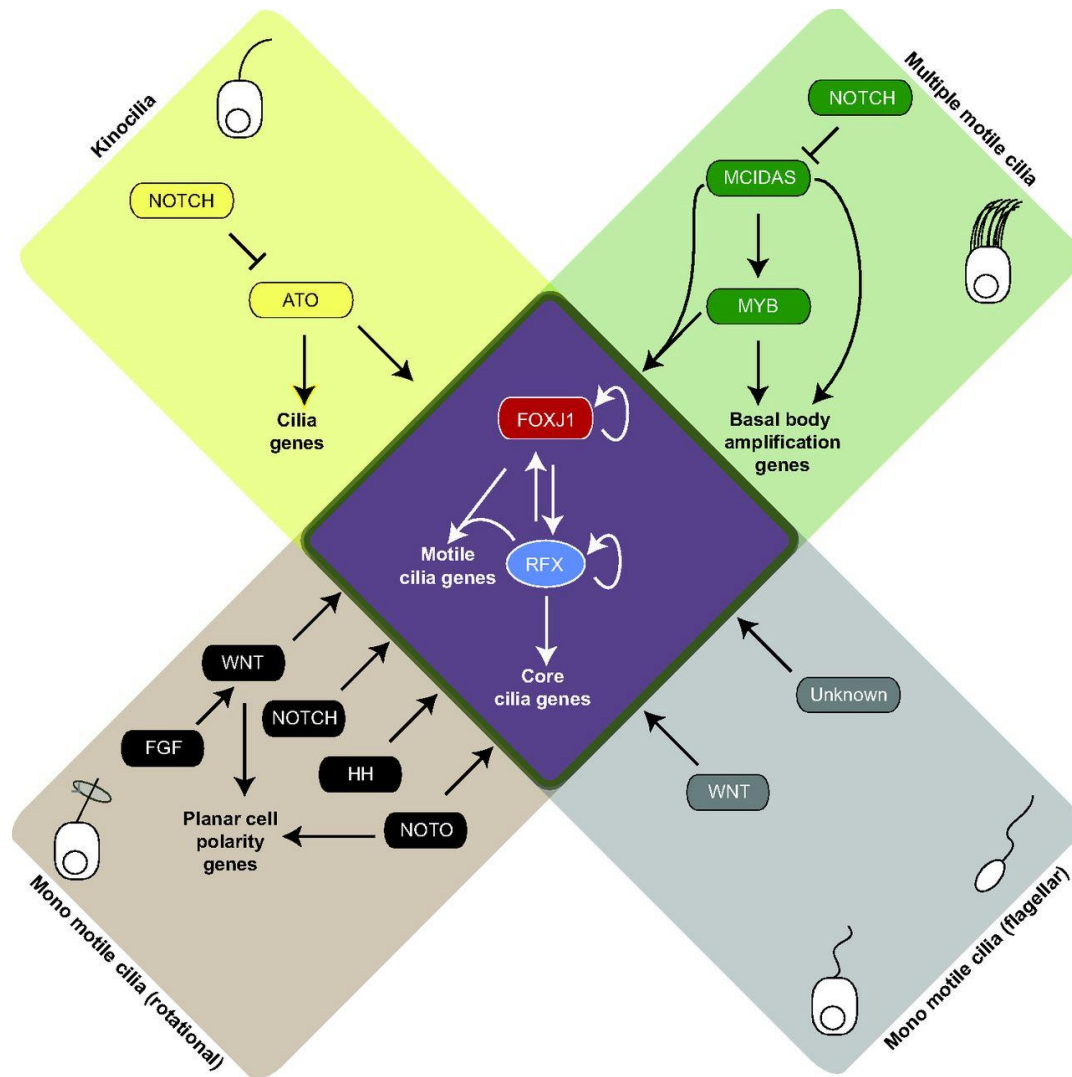 Kinocilia
NOTCH
ATO
Cilia
genes
Multiple motile cilia
NOTCH
MCIDAS
MYB
Basal body
amplification
genes
FOXJ1
Motile
cilia genes
RFX
Core
cilia genes
WNT
NOTCH
FGF
HH
NOTO
Planar cell
polarity
genes
Mono motile cilia (rotational)
Unknown
WNT
Mono motile cilia (flagellar)